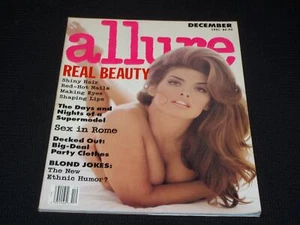 allure
DECEMBER
REAL BEAUTY
Shiny Hair
Red-Hot Nails
Making Eyes
Shaping Lips
The Days and
Nights of a
Supermodel
Sex in Rome
Decked Out:
Big-Deal
Party Clothes
BLOND JOKES:
The New
Ethnic Humor?